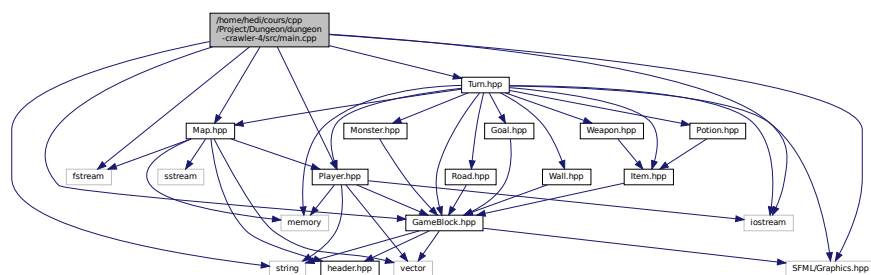 /home/hedi/cours/cpp
/Project/Dungeon/dungeon
-crawler-4/src/main.cpp
Turn.hpp
Map.hpp
Monster.hpp
Goal.hpp
Weapon.hpp
Potion.hpp
fstream
sstream
Player.hpp
Road.hpp
Wall.hpp
Item.hpp
memory
GameBlock.hpp
iostream
string
header.hpp
vector
SFML/Graphics.hpp